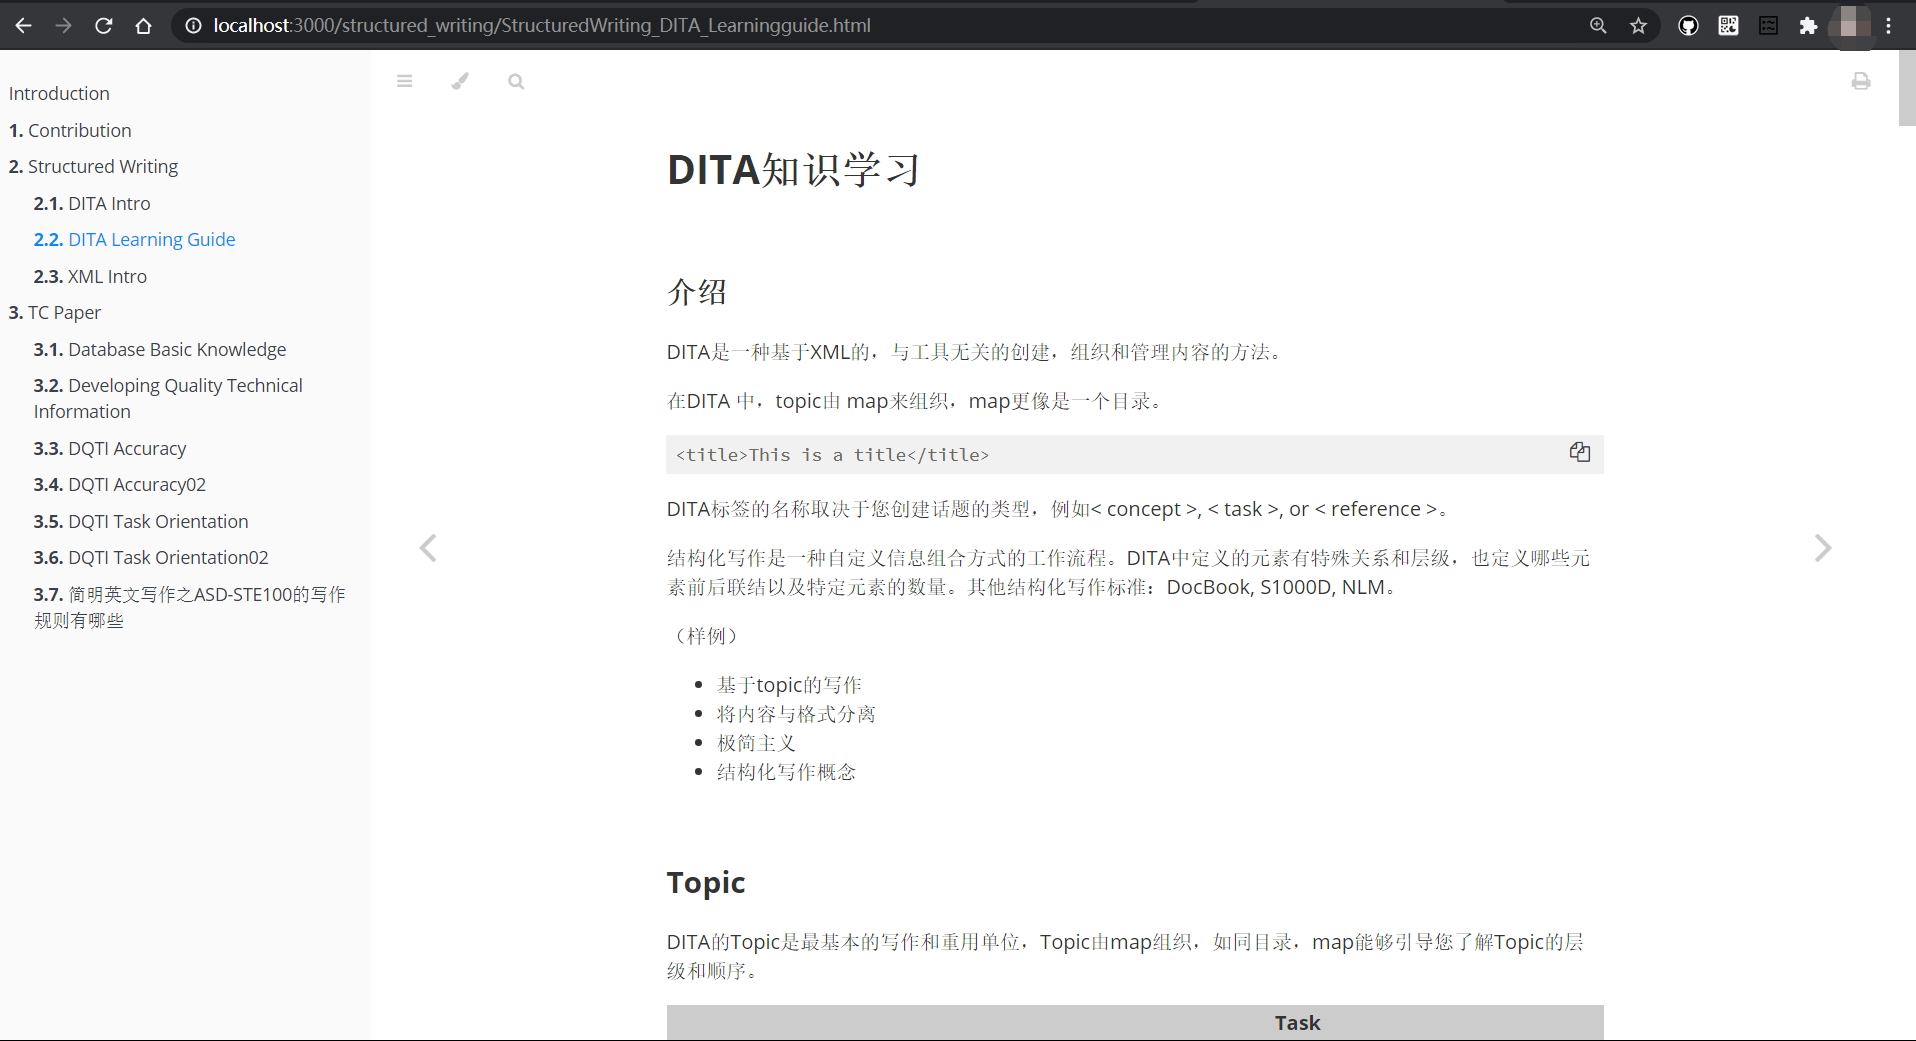 localhost:3000/structured_writing/StructuredWriting_DITA_Learningguide.html
Introduction
1. Contribution
2. Structured Writing
2.1. DITA Intro
2.2. DITA Learning Guide
2.3. XML Intro
3. TC Paper
3.1. Database Basic Knowledge
3.2. Developing Quality Technical
Information
3.3. DQTI Accuracy
3.4. DQTI Accuracy02
3.5. DQTI Task Orientation
3.6. DQTI Task Orientation02
3.7. 简明英文写作之ASD-STE100的写作
规则有哪些
DITA知识学习
介绍
DITA是一种基于XML的，与工具无关的创建，组织和管理内容的方法。
在DITA 中，topic由 map来组织，map更像是一个目录。
<title>This is a title</title>
DITA标签的名称取决于您创建话题的类型，例如< concept >, < task >, or < reference >。
结构化写作是一种自定义信息组合方式的工作流程。DITA中定义的元素有特殊关系和层级，也定义哪些元
素前后联结以及特定元素的数量。其他结构化写作标准：DocBook, S1000D, NLM。
（样例）
基于topic的写作
将内容与格式分离
极简主义
结构化写作概念
Topic
DITA的Topic是最基本的写作和重用单位，Topic由map组织，如同目录，map能够引导您了解Topic的层
级和顺序。
Task